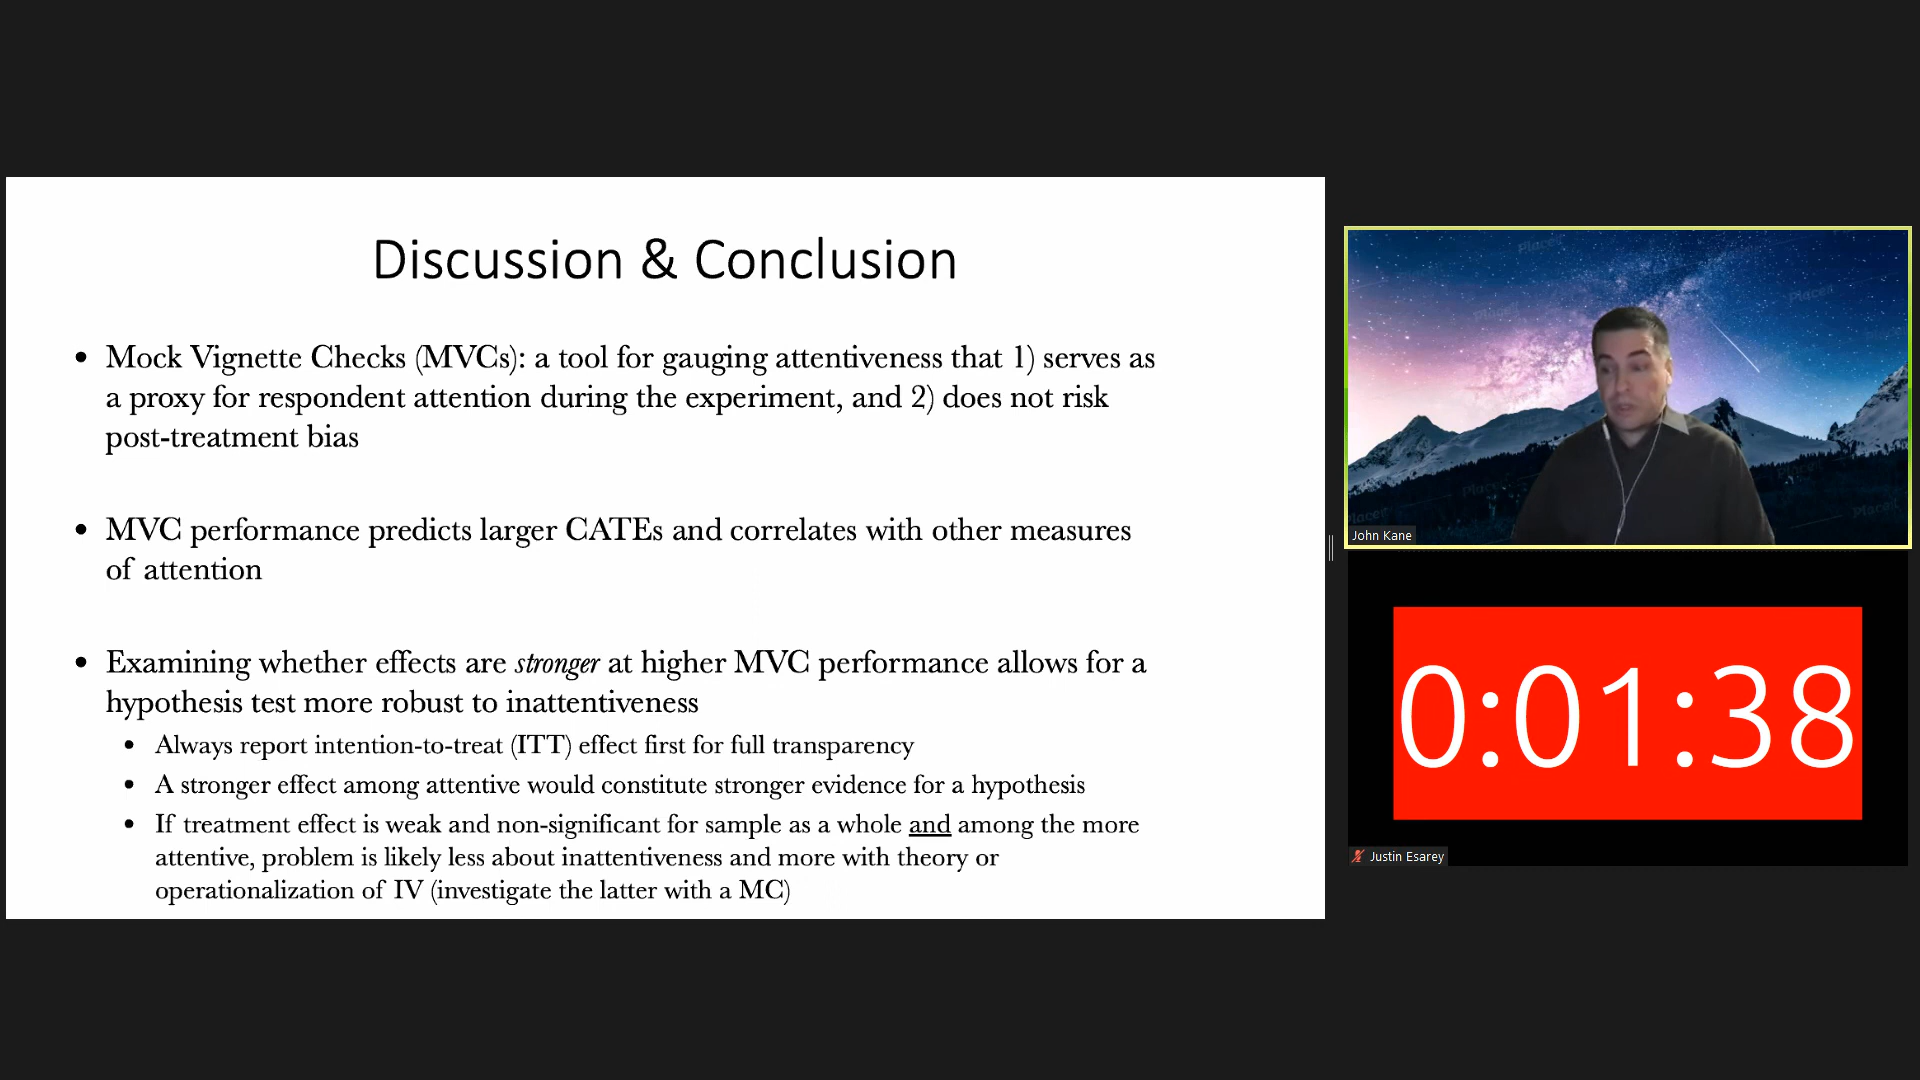 Discussion & Conclusion
• Mock Vignette Checks (MVCs): a tool for gauging attentiveness that 1) serves as
a proxy for respondent attention during the experiment, and 2) does not risk
post-treatment bias
• MVC performance predicts larger CATEs and correlates with other measures
of attention
• Examining whether effects are stronger at higher MVC performance allows for a
hypothesis test more robust to inattentiveness
• Always report intention-to-treat (ITT) effect first for full transparency
• A stronger effect among attentive would constitute stronger evidence for a hypothesis
• If treatment effect is weak and non-significant for sample as a whole and among the more
attentive, problem is likely less about inattentiveness and more with theory or
operationalization of IV (investigate the latter with a MC)
Placeit
Placeit
John Kane
0:01:38
Justin Esarey